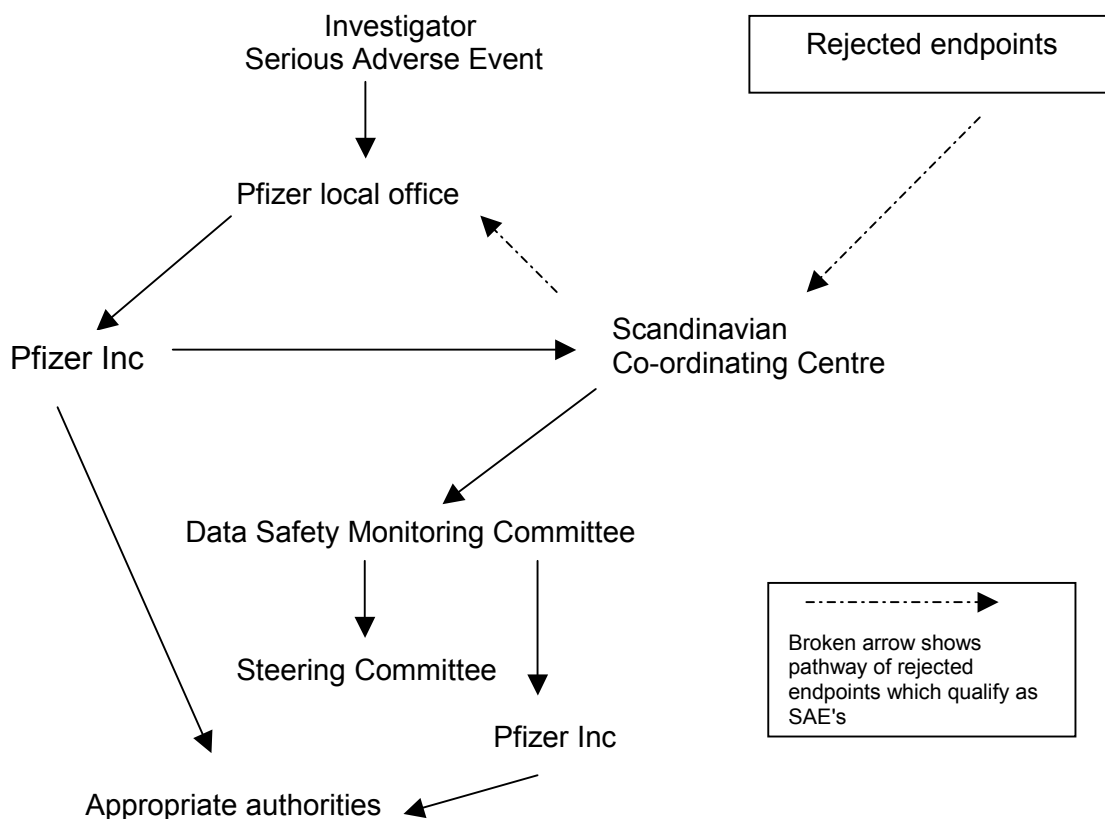 Investigator
Serious Adverse Event
Rejected endpoints
Pfizer local office
Pfizer Inc
Scandinavian
Co-ordinating Centre
Data Safety Monitoring Committee
Steering Committee
Broken arrow shows
pathway of rejected
endpoints which qualify as
SAE's
Pfizer Inc
Appropriate authorities